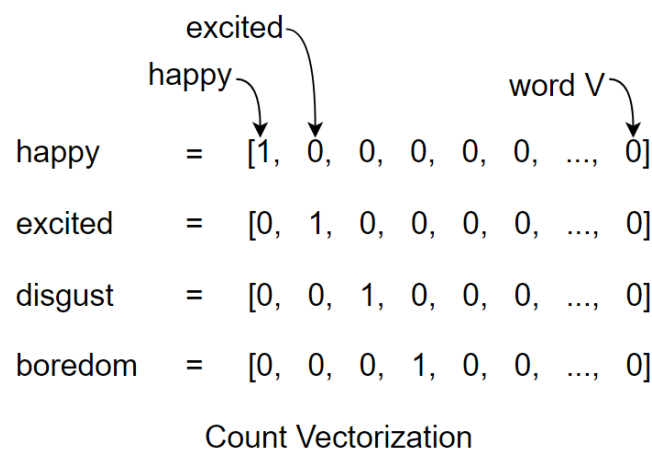 excited
happy
word V
happy = [1, 0, 0, 0, 0, 0, ..., 0]
excited = [0, 1, 0, 0, 0, 0, ..., 0]
disgust = [0, 0, 1, 0, 0, 0, ..., 0]
boredom = [0, 0, 0, 1, 0, 0, ..., 0]
Count Vectorization